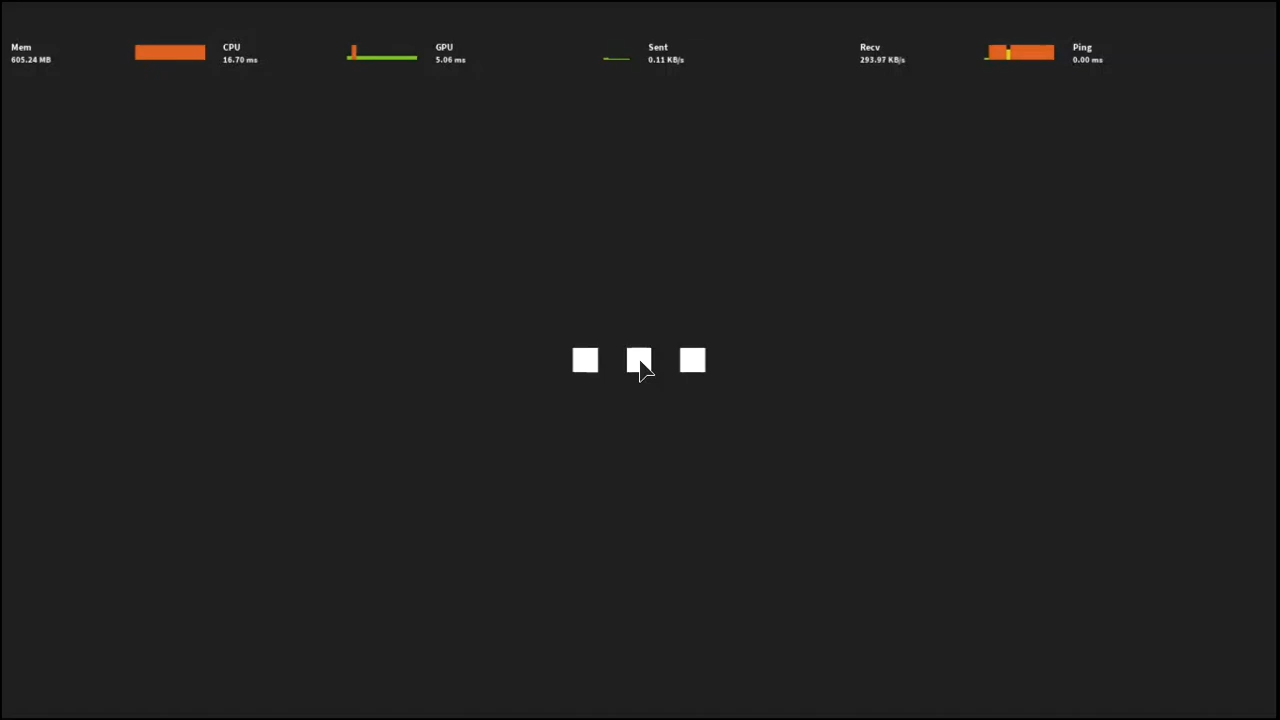 Mem CPU GPU Sent Recv Ping
605.24 MB 16.70 ms 5.06 ms 0.11 KB/s 293.97 KB/s 0.00 ms